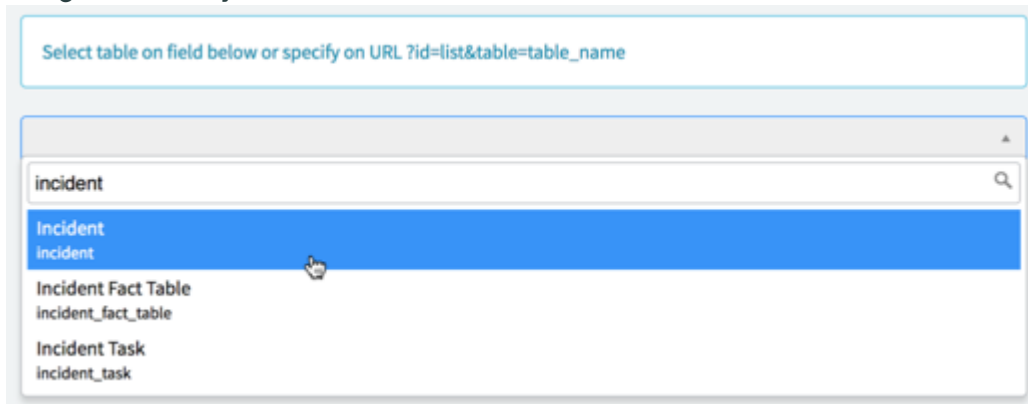 Select table on field below or specify on URL ?id=list&table=table_name
incident
Incident
incident
Incident Fact Table
incident_fact_table
Incident Task
incident_task